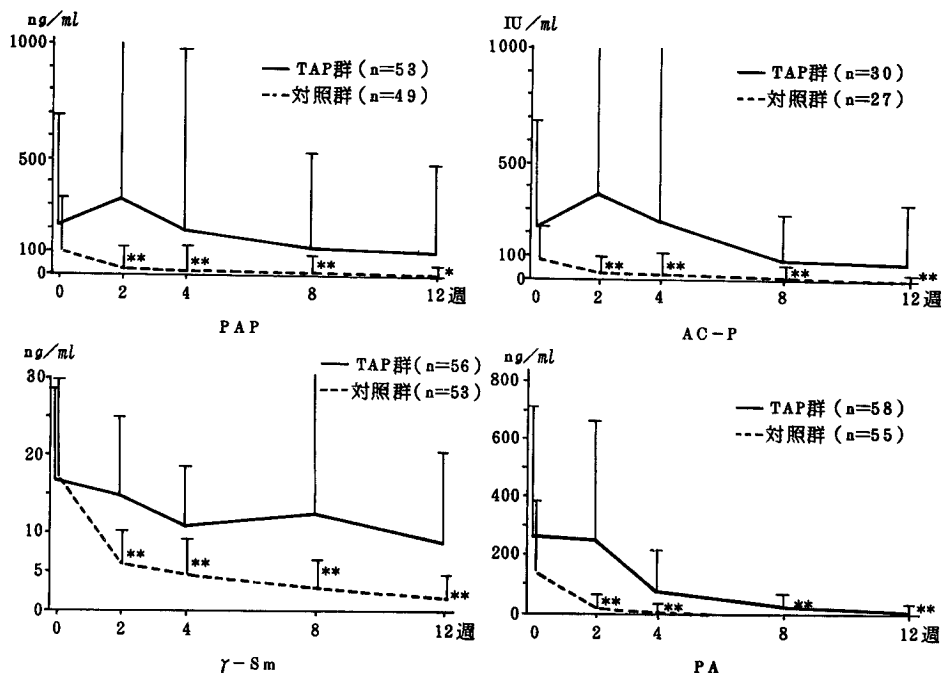 ng/ml
1000
500
100
0
TAP群(n=53)
対照群(n=49)
**
**
**
*
0 2 4 8 12週
PAP
IU/ml
1000
500
100
0
TAP群(n=30)
対照群(n=27)
**
**
**
**
0 2 4 8 12週
AC-P
ng/ml
30
20
10
5
0
TAP群(n=56)
対照群(n=53)
**
**
**
**
0 2 4 8 12週
γ-Sm
ng/ml
800
600
400
200
0
TAP群(n=58)
対照群(n=55)
**
**
**
**
0 2 4 8 12週
PA